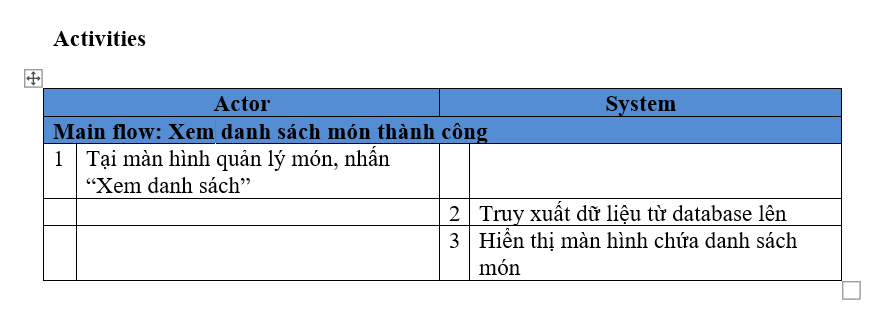 Activities
Actor System
Main flow: Xem danh sách món thành công
1 Tại màn hình quản lý món, nhấn
“Xem danh sách”
2 Truy xuất dữ liệu từ database lên
3 Hiển thị màn hình chứa danh sách
món